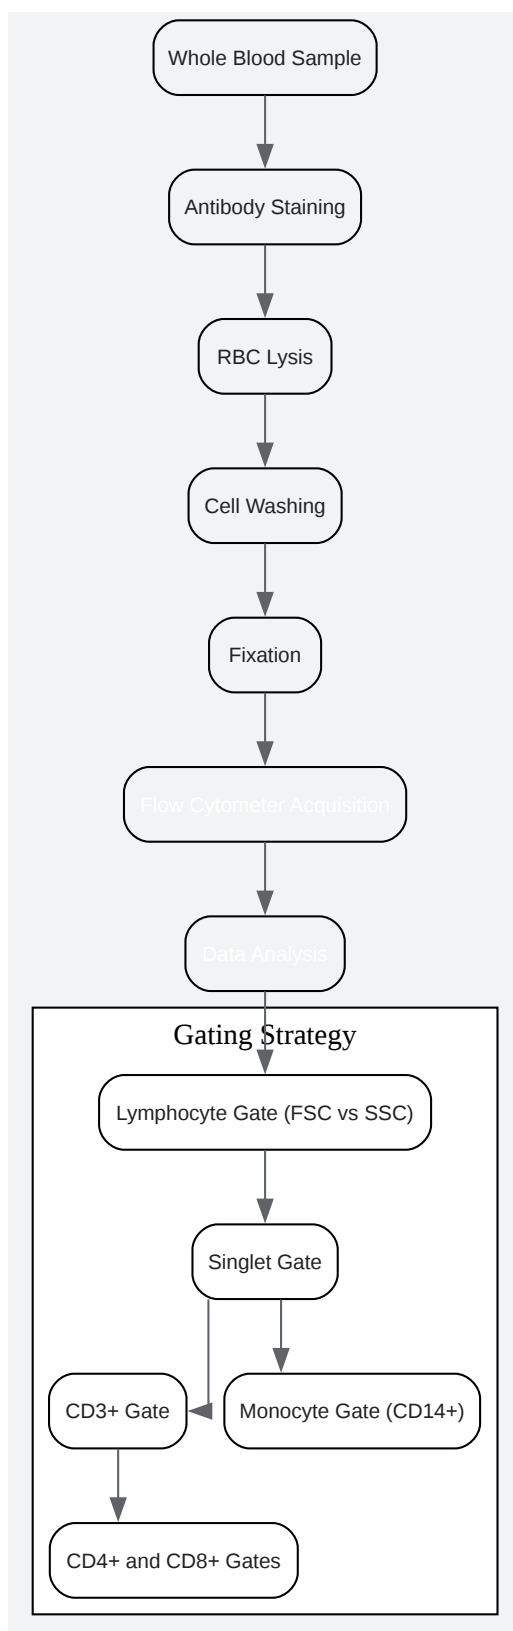 Whole Blood Sample
Antibody Staining
RBC Lysis
Cell Washing
Fixation
Flow Cytometer Acquisition
Data Analysis
Gating Strategy
Lymphocyte Gate (FSC vs SSC)
Singlet Gate
CD3+ Gate
Monocyte Gate (CD14+)
CD4+ and CD8+ Gates